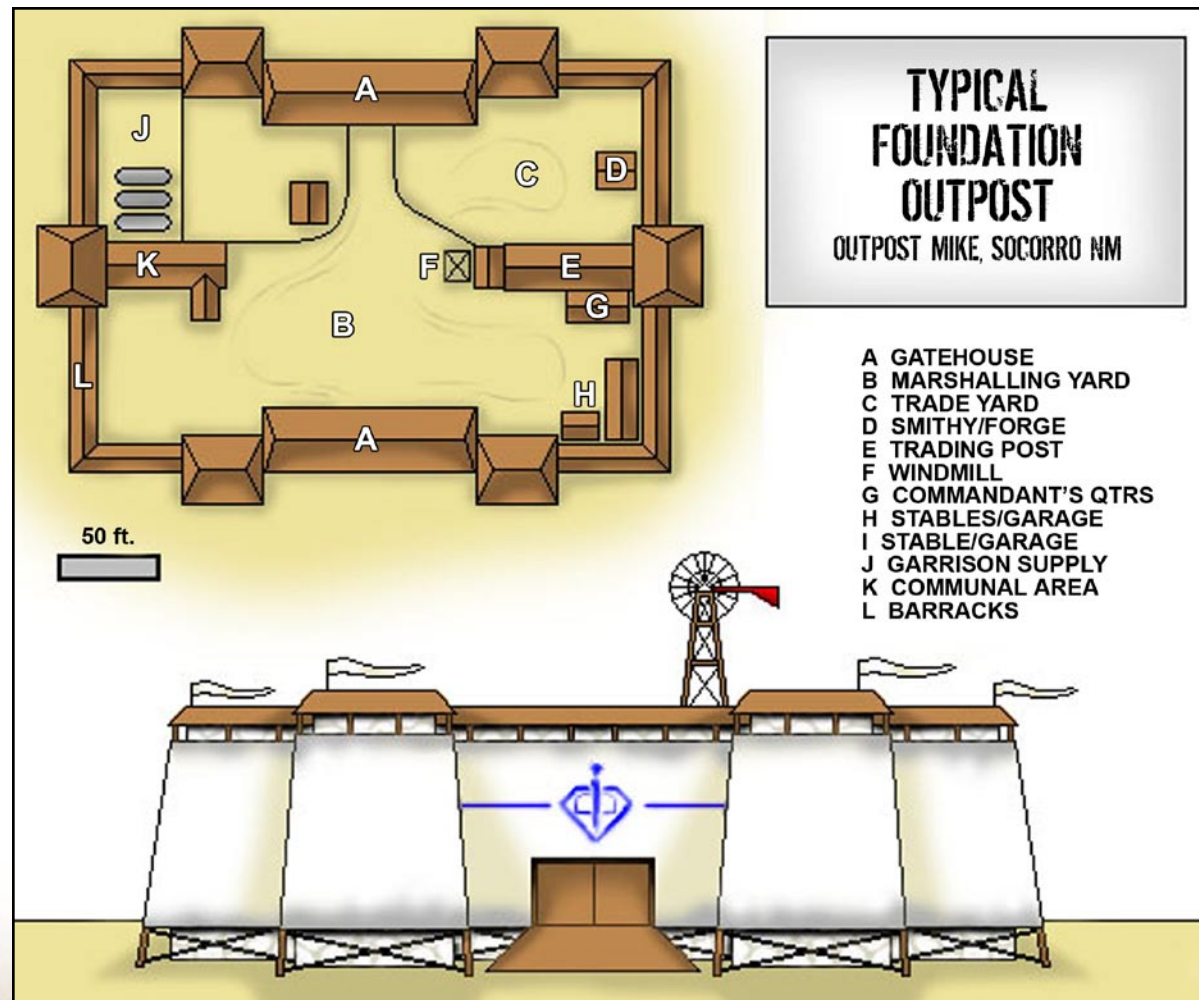 A
J
C
D
K
F
E
G
B
L
H
A
50 ft.
TYPICAL
FOUNDATION
OUTPOST
OUTPOST MIKE, SOCORRO NM
A GATEHOUSE
B MARSHALLING YARD
C TRADE YARD
D SMITHY/FORGE
E TRADING POST
F WINDMILL
G COMMANDANT'S QTRS
H STABLES/GARAGE
I STABLE/GARAGE
J GARRISON SUPPLY
K COMMUNAL AREA
L BARRACKS